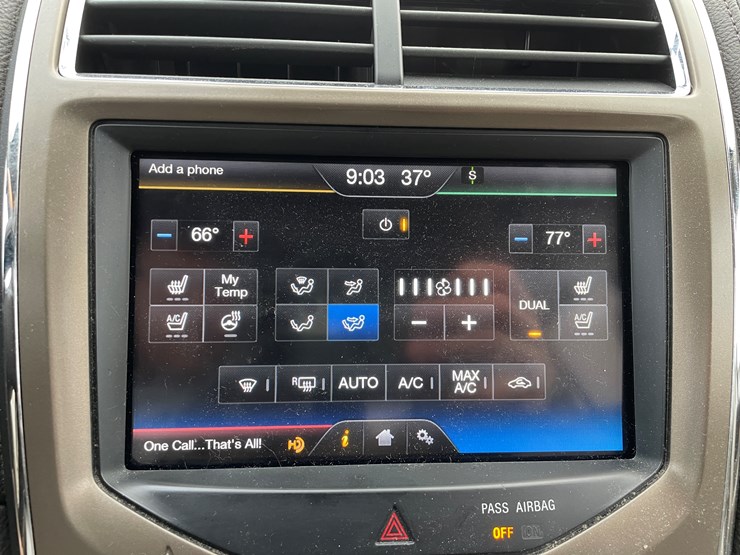 Add a phone
9:03 37° S
66° 77°
My
Temp
A/C
DUAL
A/C
R AUTO A/C MAX
A/C
One Call...That's All! HD i
PASS AIRBAG
OFF